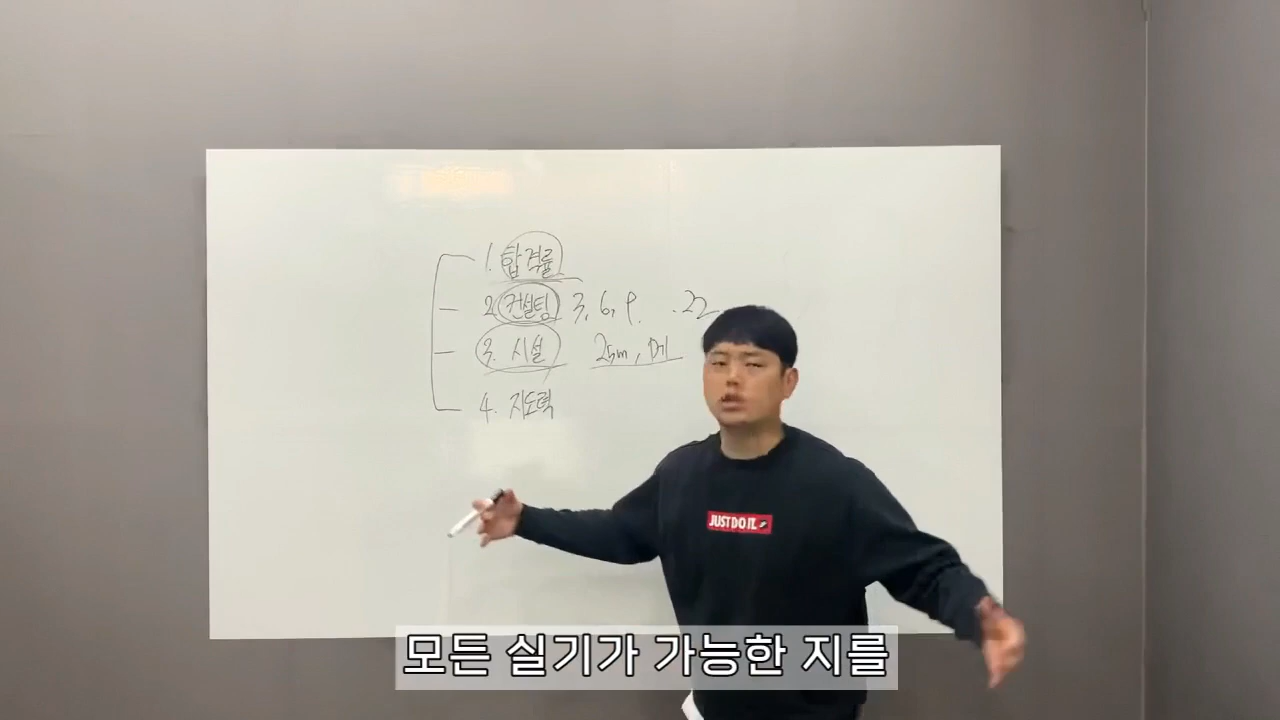 1. 합격률
2. 컨설팅 3, 6, 9 . 22
3. 시설 25m, 메
4. 지도력
JUST DO IT.
모든 실기가 가능한 지를